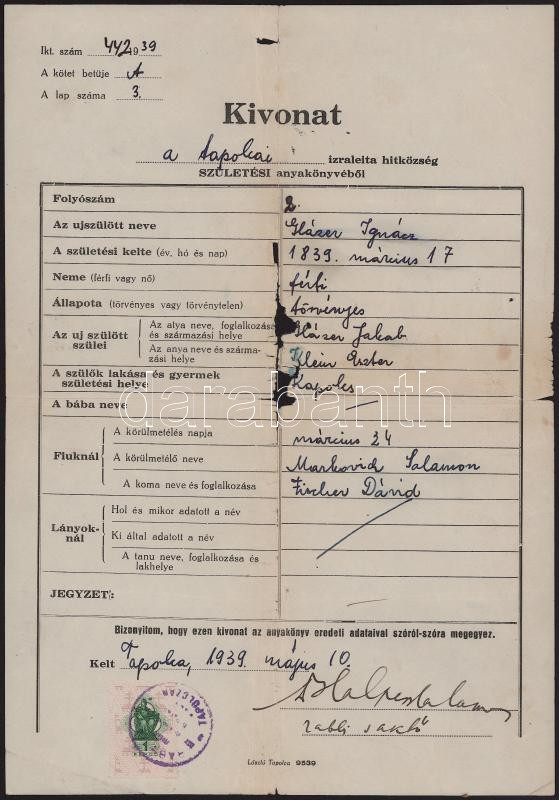 Ikt. szám 442/1939
A kötet betüje A
A lap száma 3.
Kivonat
a tapolcai izraelita hitközség
SZÜLETÉSI anyakönyvéből
Folyószám 2.
Az ujszülött neve Glázer Ignácz
A születési kelte (év, hó és nap) 1839. március 17
Neme (férfi vagy nő) férfi
Állapota (törvényes vagy törvénytelen) törvényes
Az uj szülött szülei
Az atya neve, foglalkozása és származási helye Glázer Jakab
Az anya neve és származási helye Klein Eszter
A szülők lakása és gyermek születési helye Kapolcs
A bába neve —
Fiuknál
A körülmetélés napja március 24
A körülmetélő neve Markovich Salamon
A koma neve és foglalkozása Fischer Dávid
Lányoknál
Hol és mikor adatott a név
Ki által adatott a név
A tanu neve, foglalkozása és lakhelye
JEGYZET:
darabanth
Bizonyitom, hogy ezen kivonat az anyakönyv eredeti adataival szóról-szóra megegyez.
Kelt Tapolca, 1939. május 10.
László Tapolca 9539